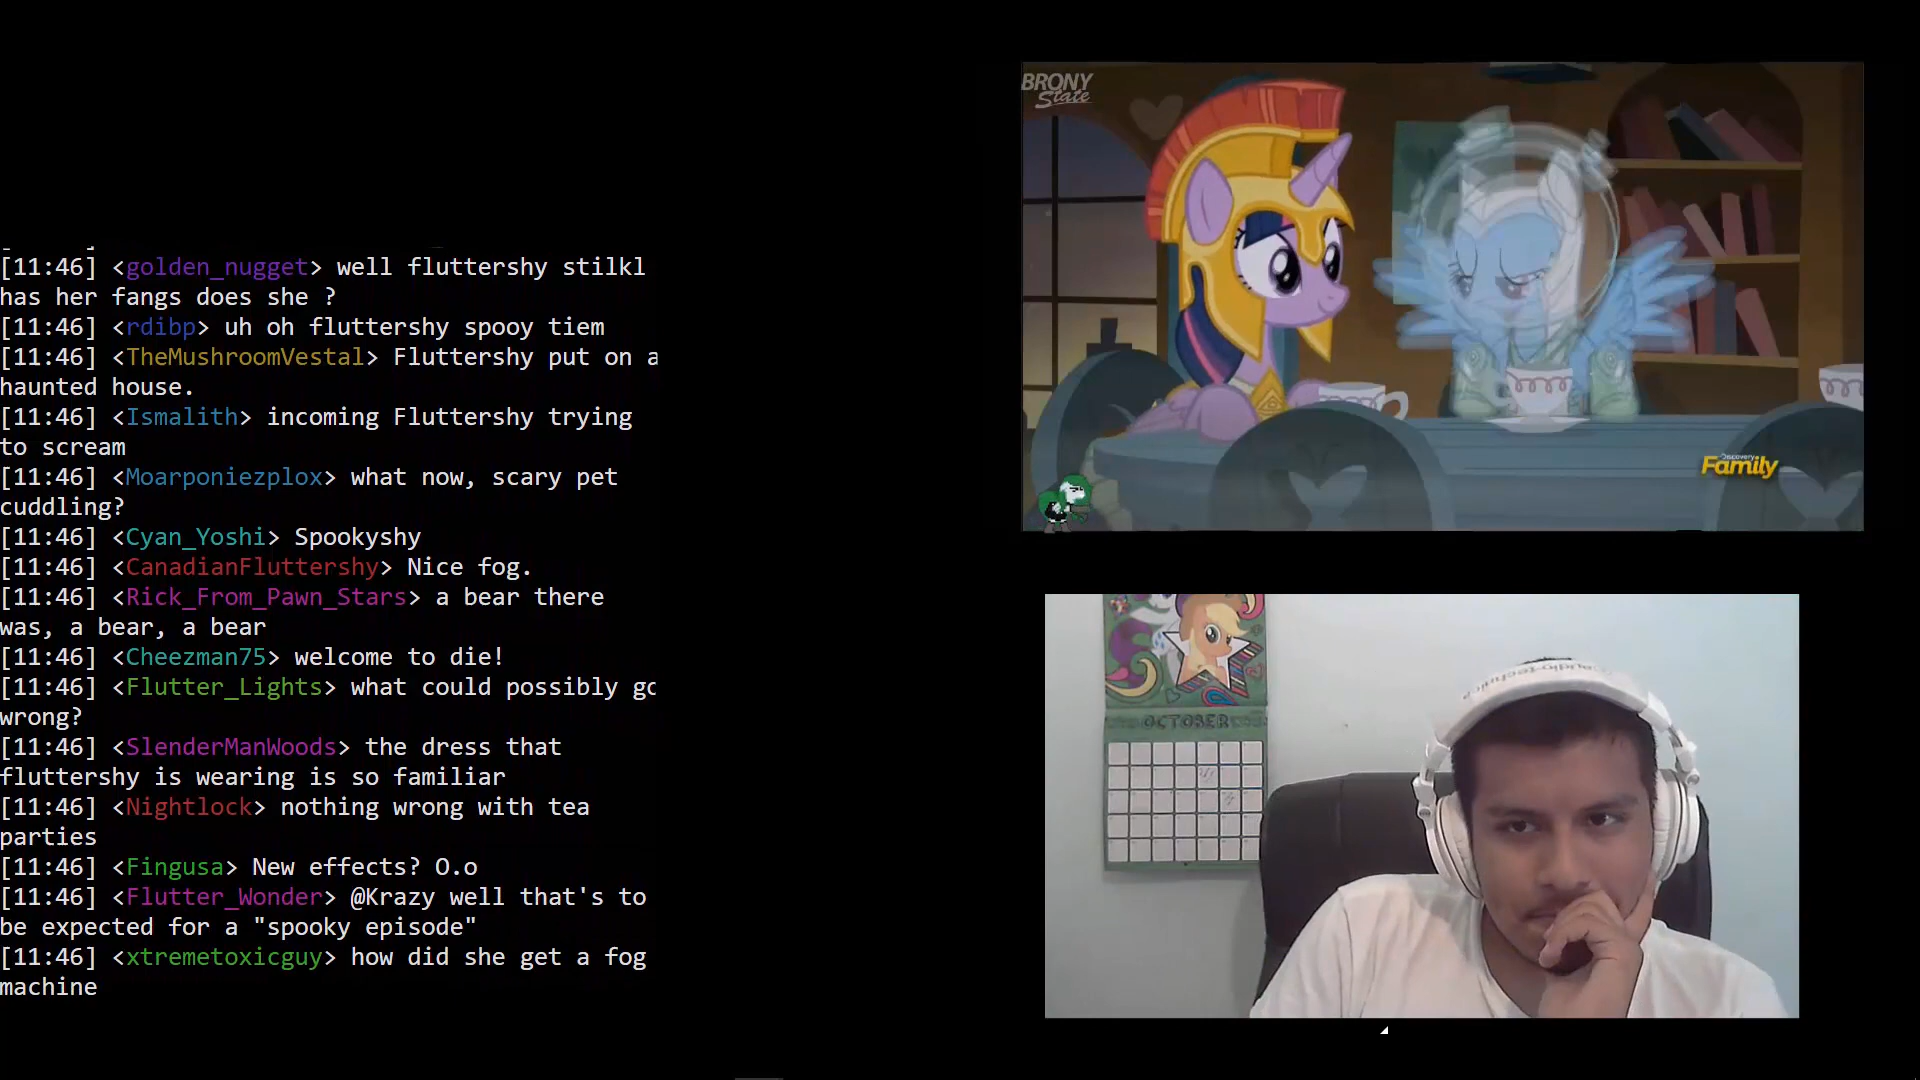 [11:46] <golden_nugget> well fluttershy stilkl
has her fangs does she ?
[11:46] <rdibp> uh oh fluttershy spooy tiem
[11:46] <TheMushroomVestal> Fluttershy put on a
haunted house.
[11:46] <Ismalith> incoming Fluttershy trying
to scream
[11:46] <Moarponiezplox> what now, scary pet
cuddling?
[11:46] <Cyan_Yoshi> Spookyshy
[11:46] <CanadianFluttershy> Nice fog.
[11:46] <Rick_From_Pawn_Stars> a bear there
was, a bear, a bear
[11:46] <Cheezman75> welcome to die!
[11:46] <Flutter_Lights> what could possibly go
wrong?
[11:46] <SlenderManWoods> the dress that
fluttershy is wearing is so familiar
[11:46] <Nightlock> nothing wrong with tea
parties
[11:46] <Fingusa> New effects? O.o
[11:46] <Flutter_Wonder> @Krazy well that's to
be expected for a "spooky episode"
[11:46] <xtremetoxicguy> how did she get a fog
machine
BRONY
State
Discovery
Family
OCTOBER
audio-technica